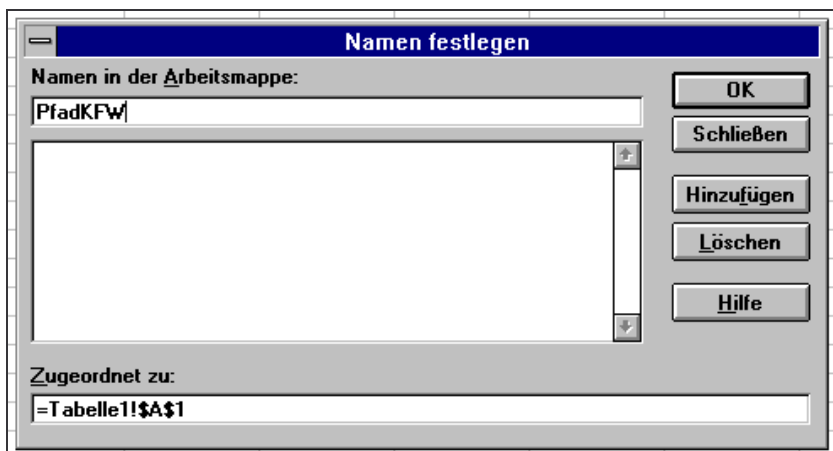 Namen festlegen
Namen in der Arbeitsmappe:
PfadKFW
OK
Schließen
Hinzufügen
Löschen
Hilfe
Zugeordnet zu:
=Tabelle1!$A$1